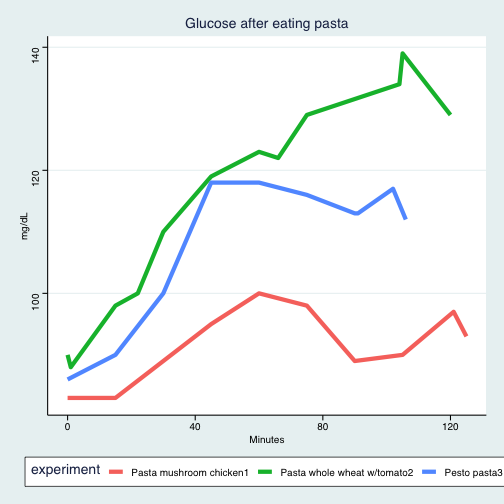 Glucose after eating pasta
140
120
100
mg/dL
0 40 80 120
Minutes
experiment Pasta mushroom chicken1 Pasta whole wheat w/tomato2 Pesto pasta3